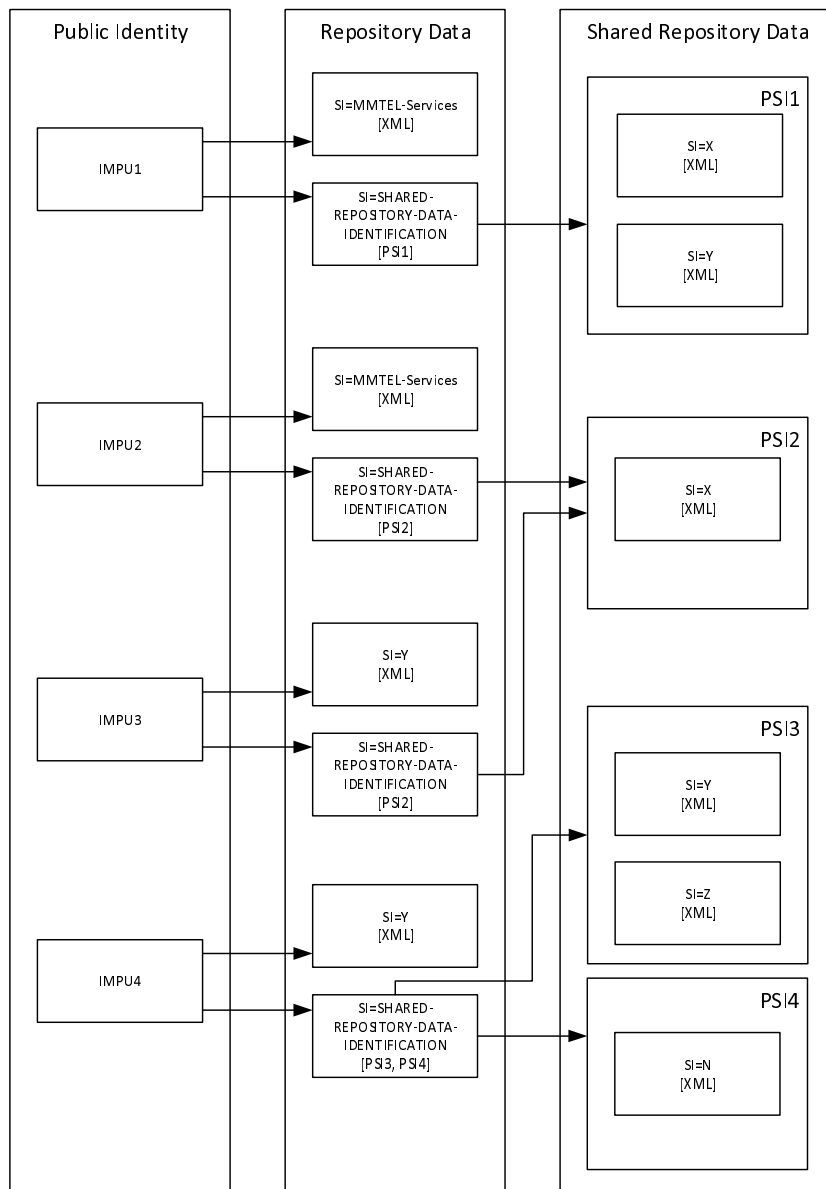 Public Identity
Repository Data
Shared Repository Data
IMPU1
SI=MMTEL-Services
[XML]
SI=SHARED-
REPOSITORY-DATA-
IDENTIFICATION
[PSI1]
PSI1
SI=X
[XML]
SI=Y
[XML]
IMPU2
SI=MMTEL-Services
[XML]
SI=SHARED-
REPOSITORY-DATA-
IDENTIFICATION
[PSI2]
PSI2
SI=X
[XML]
IMPU3
SI=Y
[XML]
SI=SHARED-
REPOSITORY-DATA-
IDENTIFICATION
[PSI2]
PSI3
SI=Y
[XML]
SI=Z
[XML]
IMPU4
SI=Y
[XML]
SI=SHARED-
REPOSITORY-DATA-
IDENTIFICATION
[PSI3, PSI4]
PSI4
SI=N
[XML]